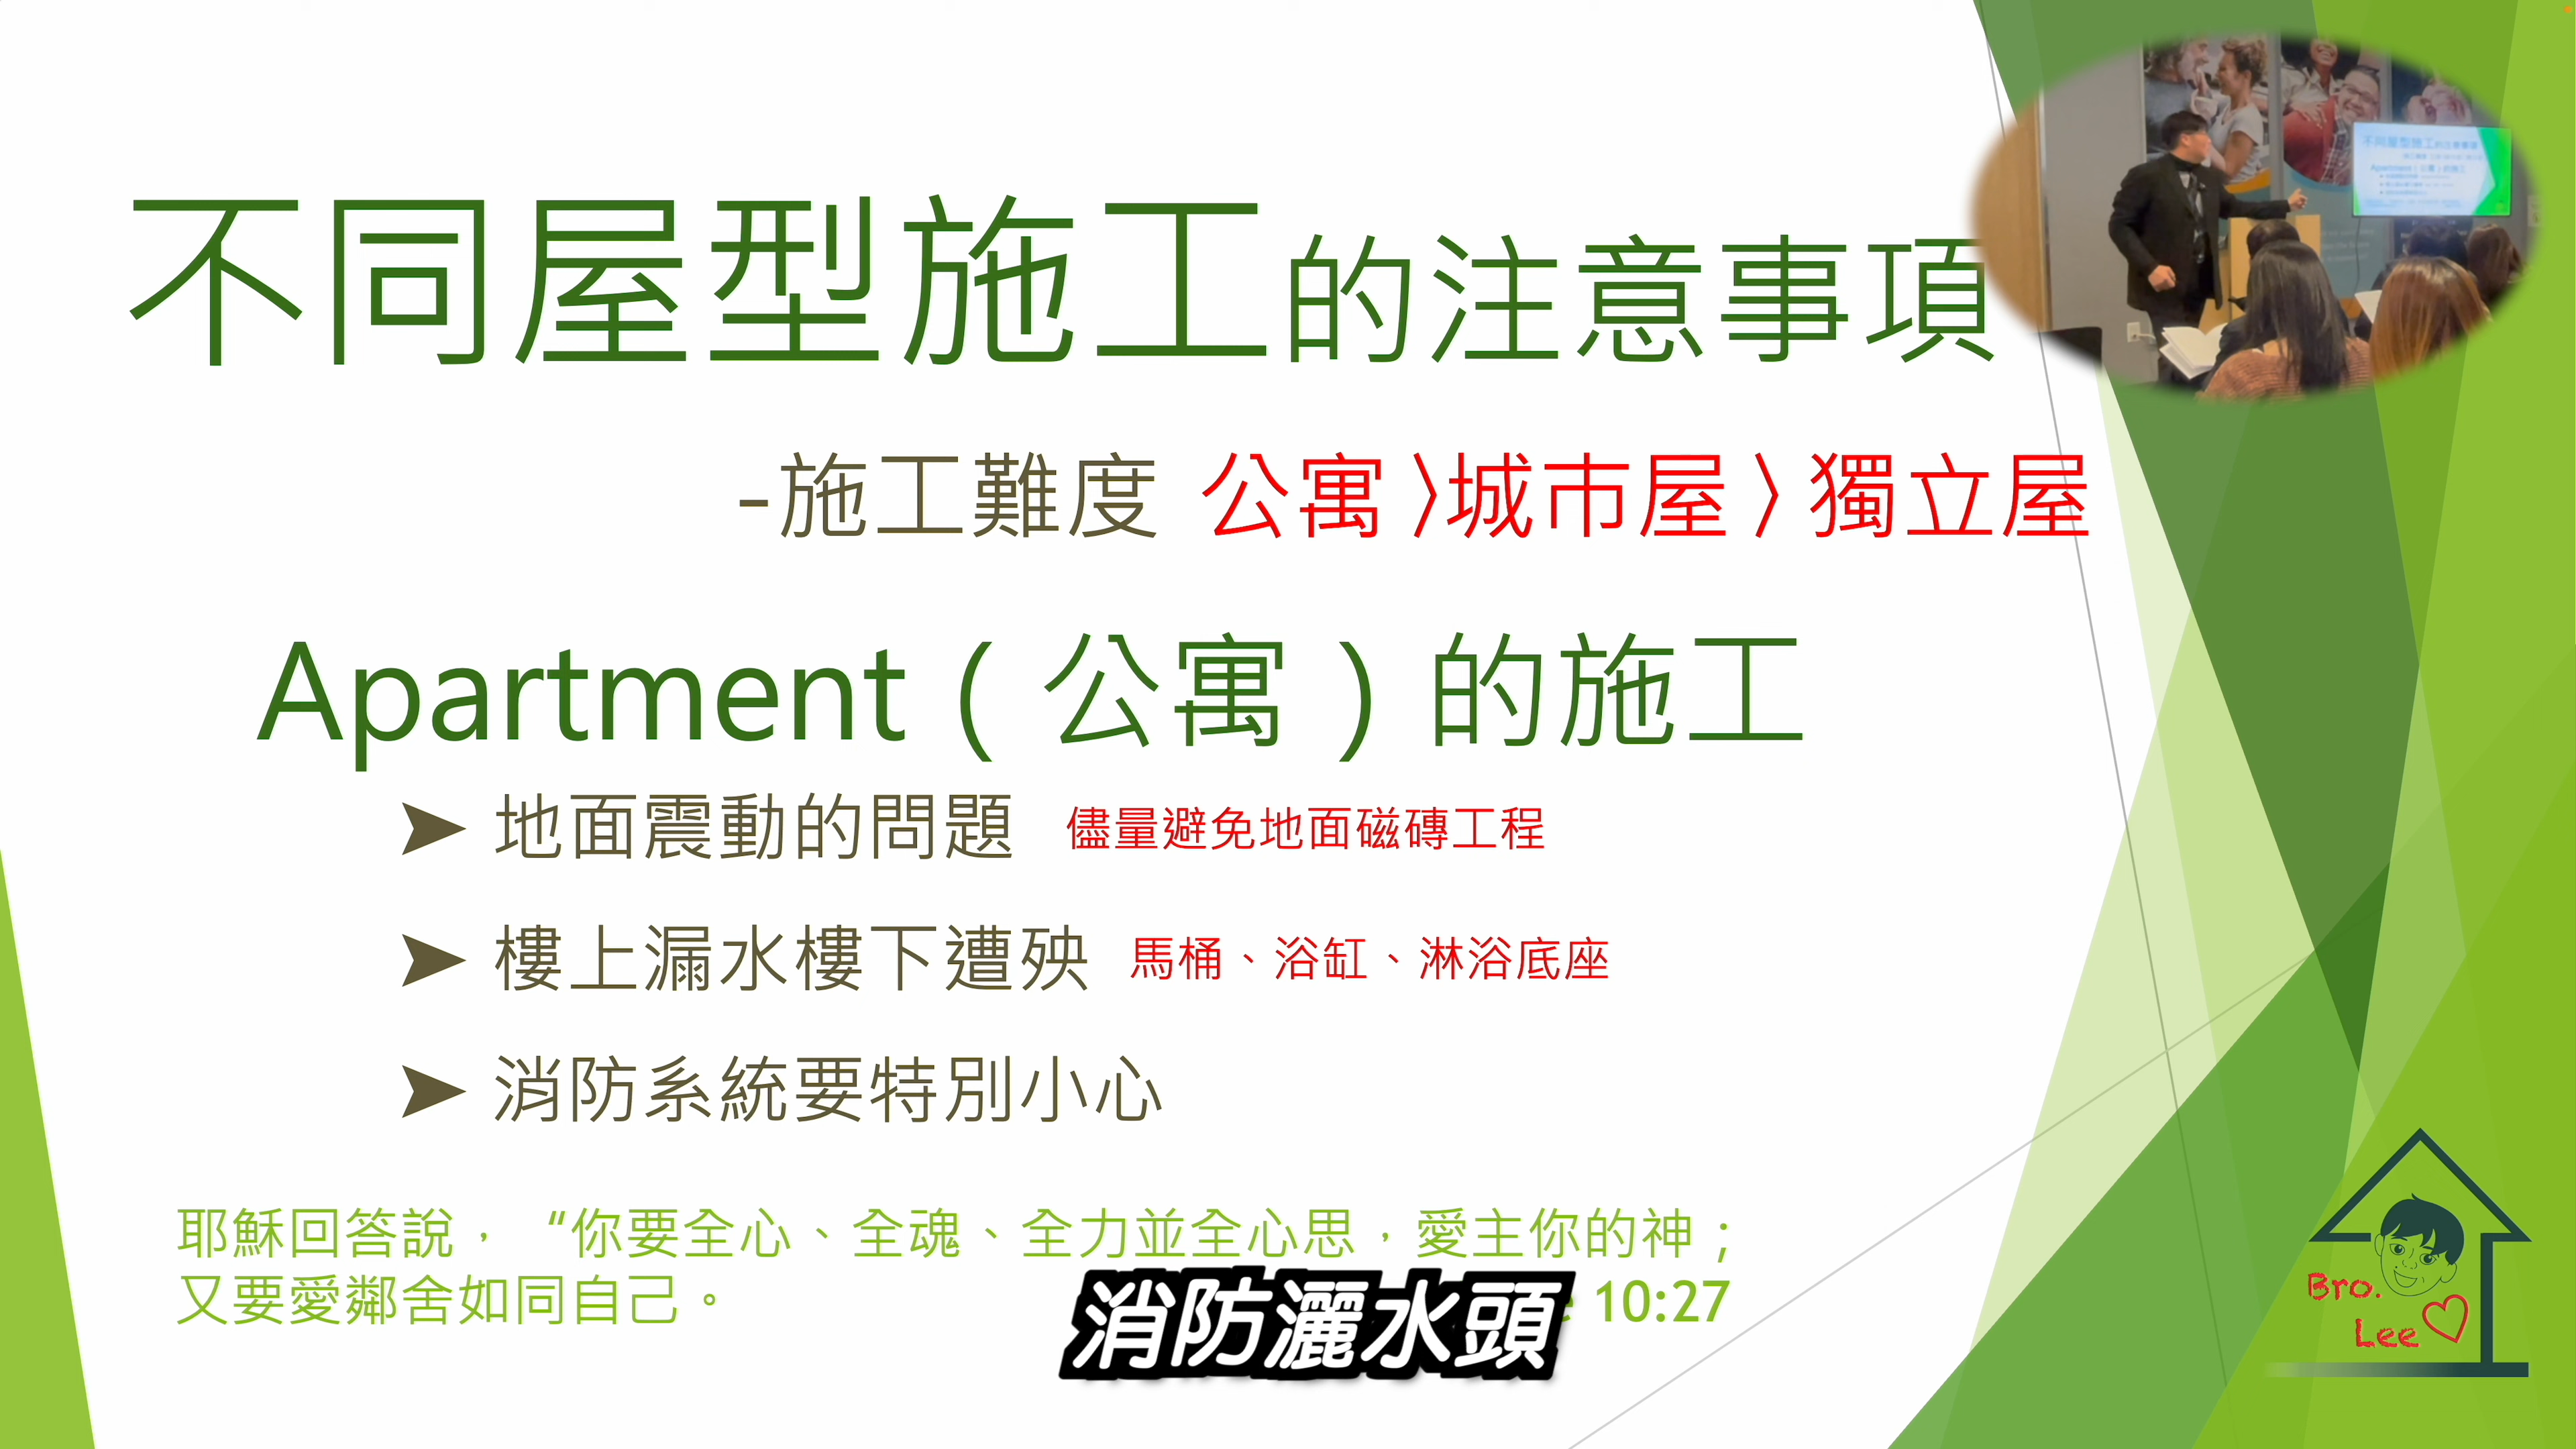 不同屋型施工的注意事項
-施工難度 公寓〉城市屋〉獨立屋
Apartment（公寓）的施工
➤ 地面震動的問題 儘量避免地面磁磚工程
➤ 樓上漏水樓下遭殃 馬桶、浴缸、淋浴底座
➤ 消防系統要特別小心
耶穌回答說，“你要全心、全魂、全力並全心思，愛主你的神；
又要愛鄰舍如同自己。 10:27
消防灑水頭
Bro.
Lee